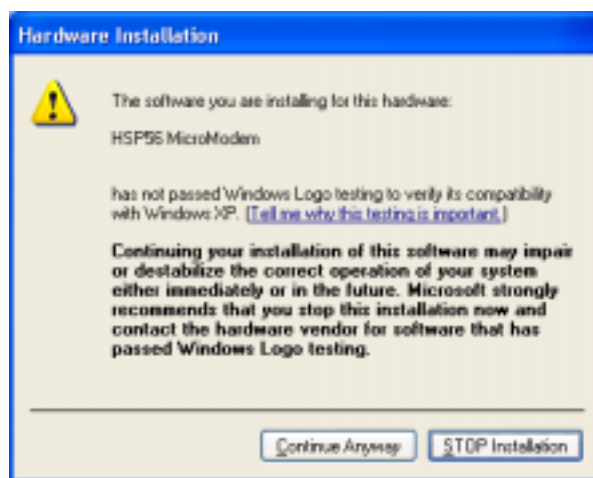 Hardware Installation
The software you are installing for this hardware:
HSP56 MicroModem
has not passed Windows Logo testing to verify its compatibility
with Windows XP. (Tell me why this testing is important.)
Continuing your installation of this software may impair
or destabilize the correct operation of your system
either immediately or in the future. Microsoft strongly
recommends that you stop this installation now and
contact the hardware vendor for software that has
passed Windows Logo testing.
Continue Anyway
STOP Installation